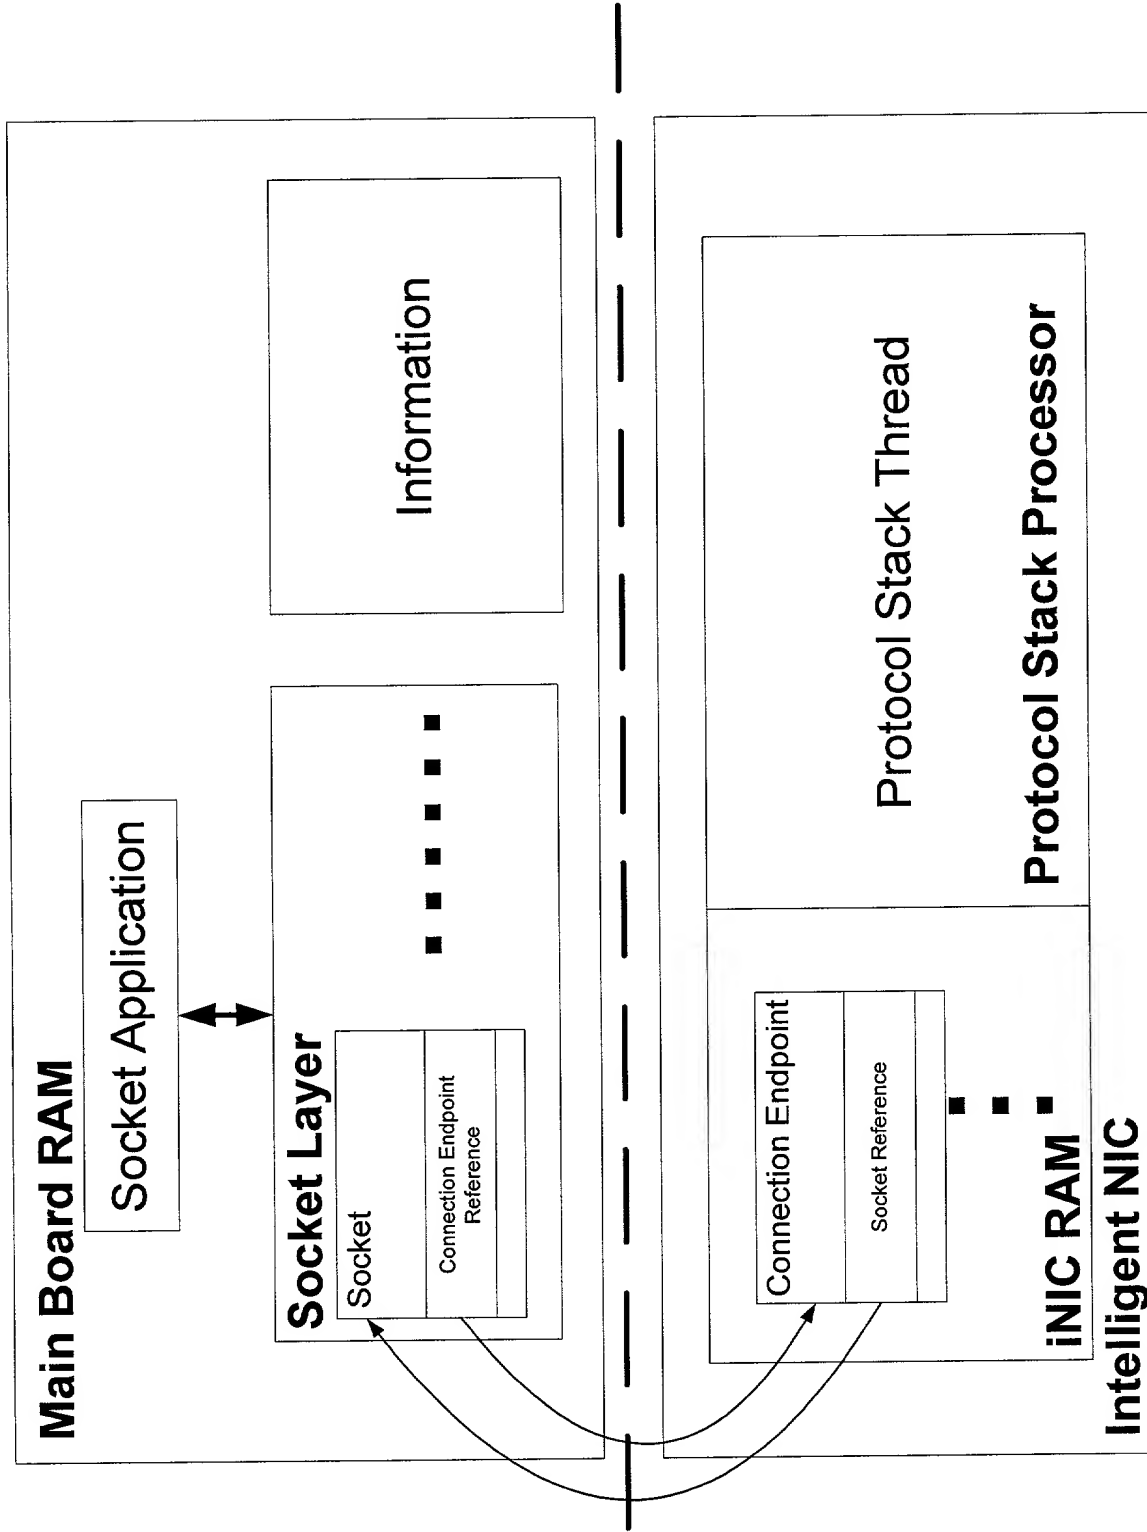 Main Board RAM
Socket Application
Socket Layer
Socket
Connection Endpoint
Reference
Information
Connection Endpoint
Socket Reference
iNIC RAM
Protocol Stack Thread
Protocol Stack Processor
Intelligent NIC